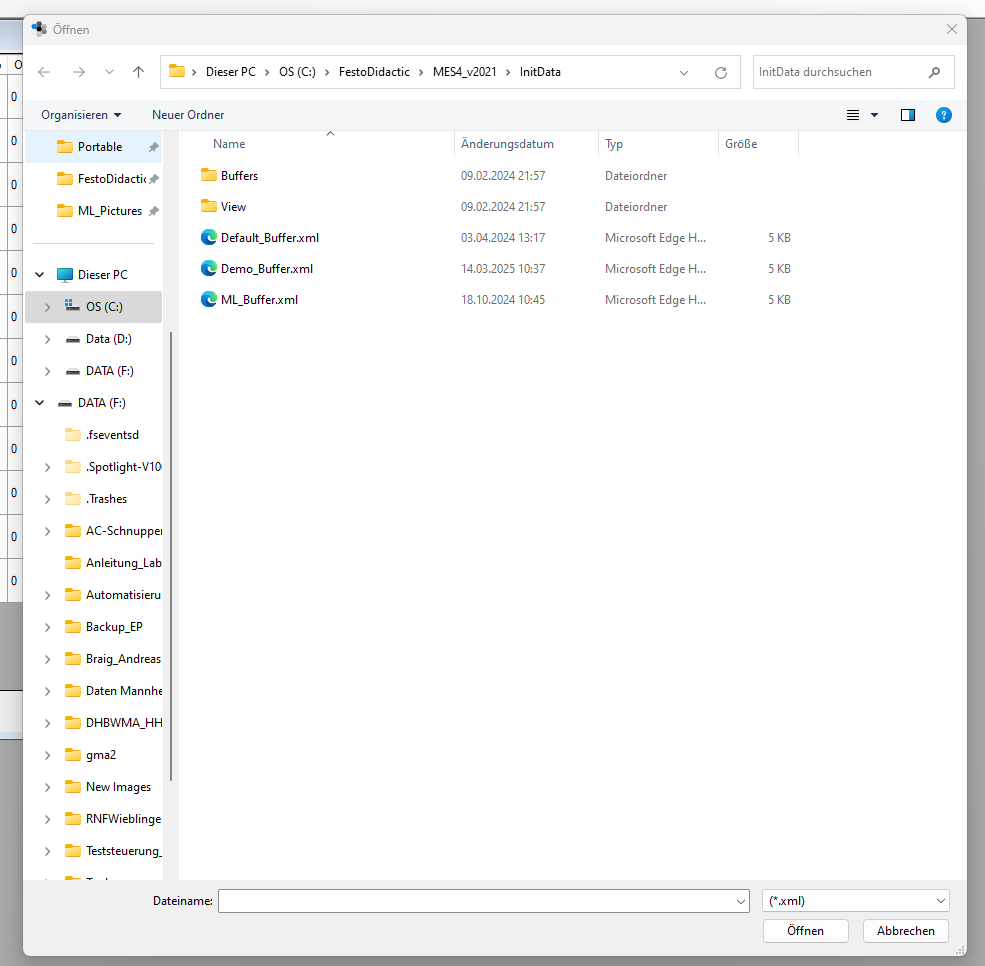 Öffnen
Dieser PC > OS (C:) > FestoDidactic > MES4_v2021 > InitData
InitData durchsuchen
Organisieren
Neuer Ordner
?
Name Änderungsdatum Typ Größe
Buffers 09.02.2024 21:57 Dateiordner
View 09.02.2024 21:57 Dateiordner
Default_Buffer.xml 03.04.2024 13:17 Microsoft Edge H... 5 KB
Demo_Buffer.xml 14.03.2025 10:37 Microsoft Edge H... 5 KB
ML_Buffer.xml 18.10.2024 10:45 Microsoft Edge H... 5 KB
Portable
FestoDidactic
ML_Pictures
Dieser PC
OS (C:)
Data (D:)
DATA (F:)
DATA (F:)
.fseventsd
.Spotlight-V10
.Trashes
AC-Schnupper
Anleitung_Lab
Automatisieru
Backup_EP
Braig_Andreas
Daten Mannhe
DHBWMA_HH
gma2
New Images
RNFWieblinge
Teststeuerung_
Dateiname:
(*.xml)
Öffnen
Abbrechen
O
0
0
0
0
0
0
0
0
0
0
0
0